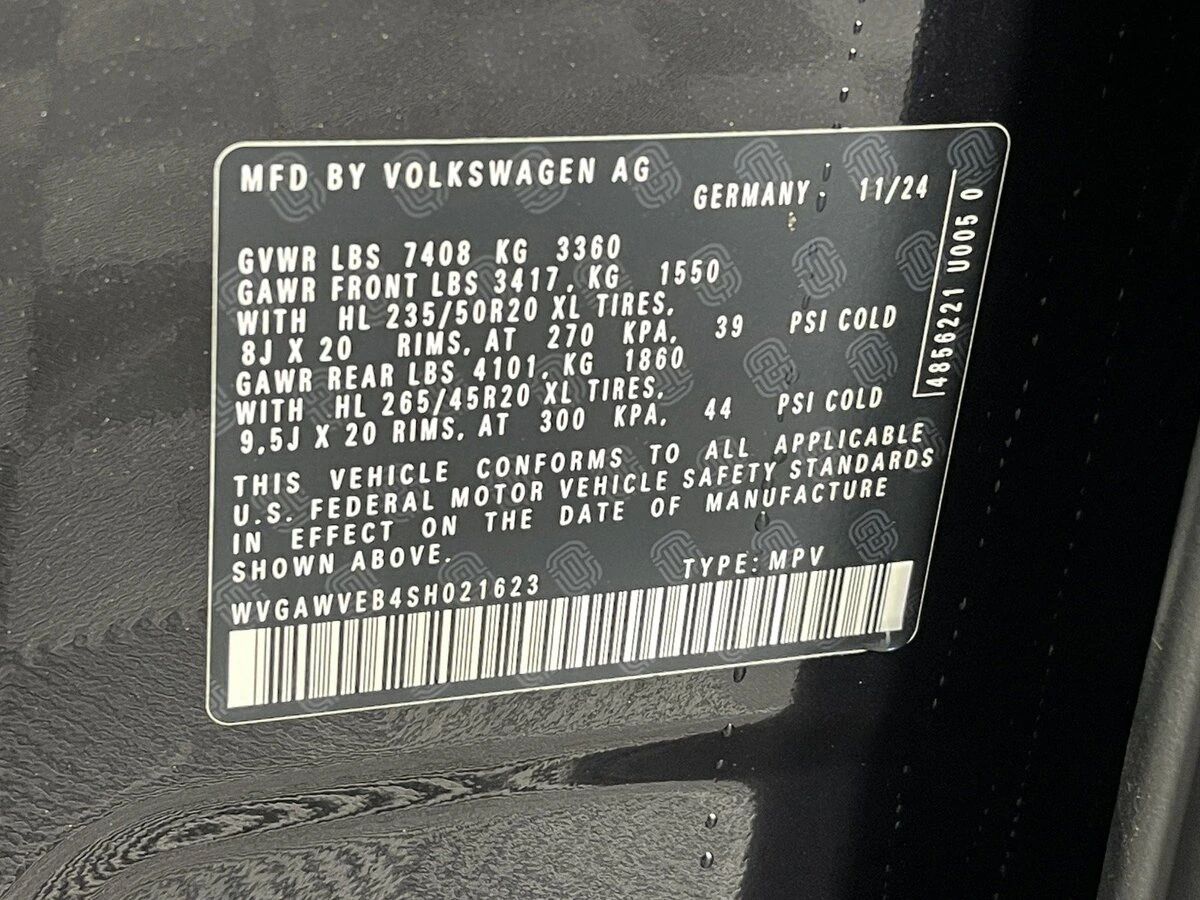 MFD BY VOLKSWAGEN AG
GERMANY. 11/24
GVWR LBS 7408 KG 3360
GAWR FRONT LBS 3417, KG 1550
WITH HL 235/50R20 XL TIRES,
8J X 20 RIMS, AT 270 KPA, 39 PSI COLD
GAWR REAR LBS 4101, KG 1860
WITH HL 265/45R20 XL TIRES,
9,5J X 20 RIMS, AT 300 KPA, 44 PSI COLD
THIS VEHICLE CONFORMS TO ALL APPLICABLE
U.S. FEDERAL MOTOR VEHICLE SAFETY STANDARDS
IN EFFECT ON THE DATE OF MANUFACTURE
SHOWN ABOVE.
WVGAWVEB4SH021623 TYPE: MPV
4856221 U005 0